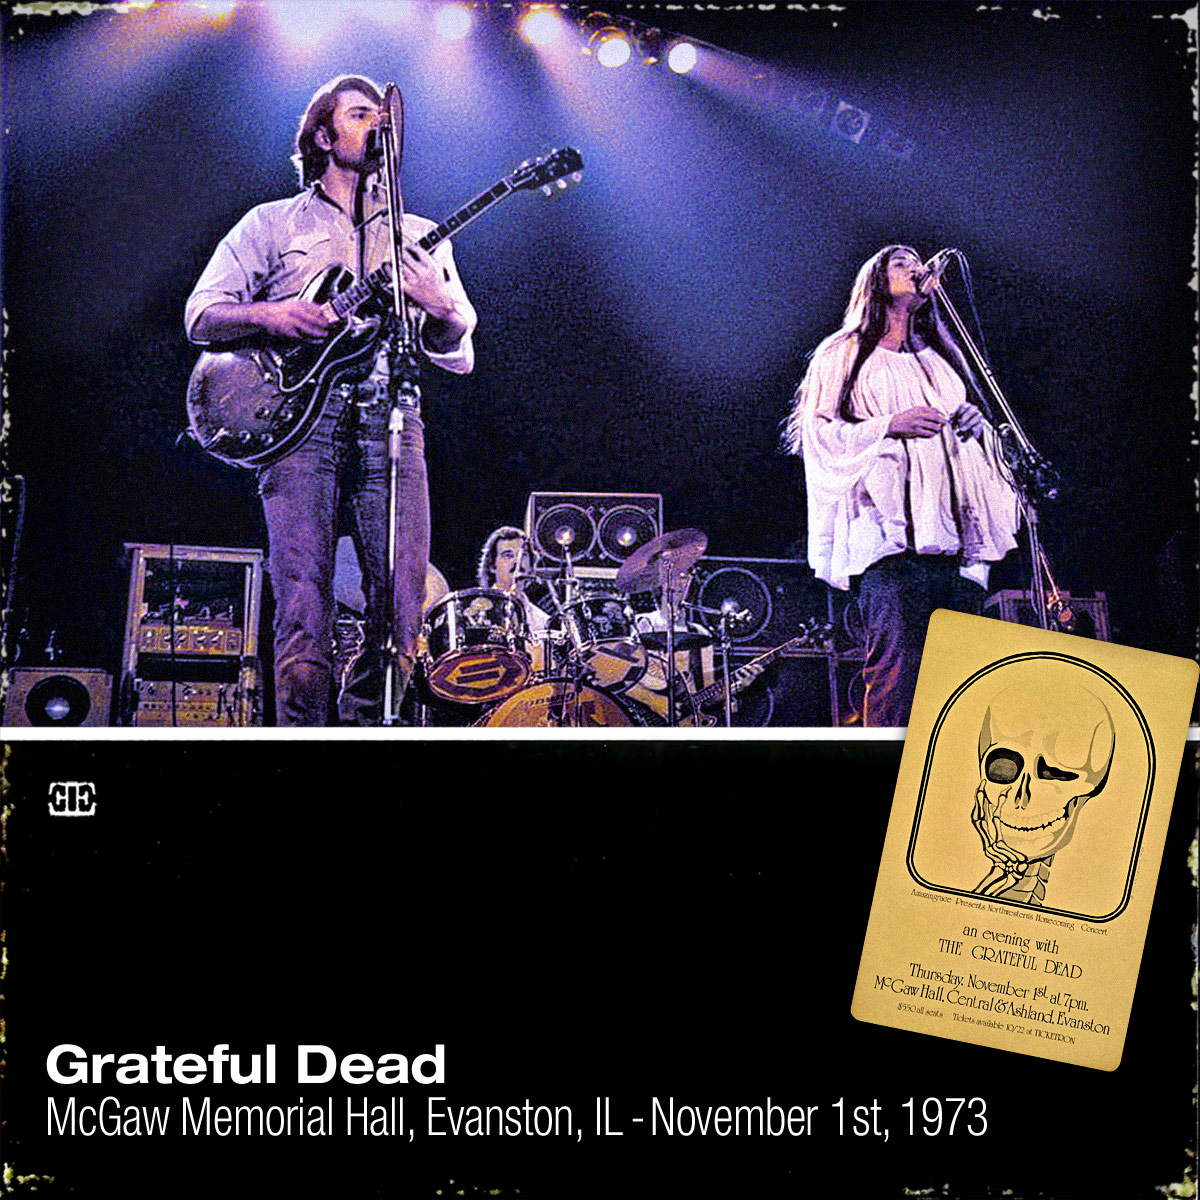 Amazingrace Presents Northwestern's Homecoming Concert
an evening with
THE GRATEFUL DEAD
Thursday, November 1st at 7pm.
McGaw Hall, Central & Ashland, Evanston
$5.50 all seats Tickets available 10/22 at TICKETRON
Grateful Dead
McGaw Memorial Hall, Evanston, IL - November 1st, 1973